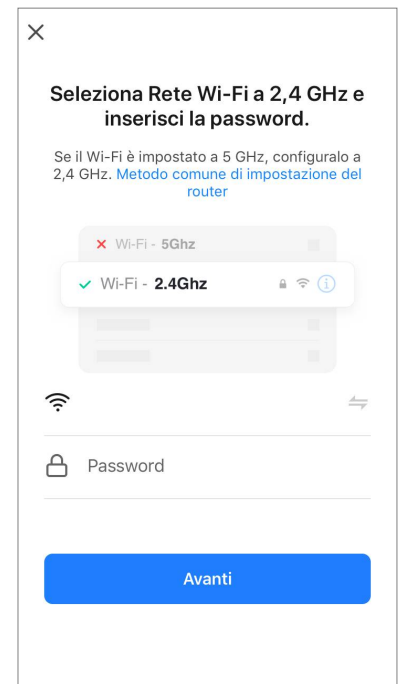 Seleziona Rete Wi-Fi a 2,4 GHz e
inserisci la password.
Se il Wi-Fi è impostato a 5 GHz, configuralo a
2,4 GHz. Metodo comune di impostazione del
router
Wi-Fi - 5Ghz
Wi-Fi - 2.4Ghz
Password
Avanti